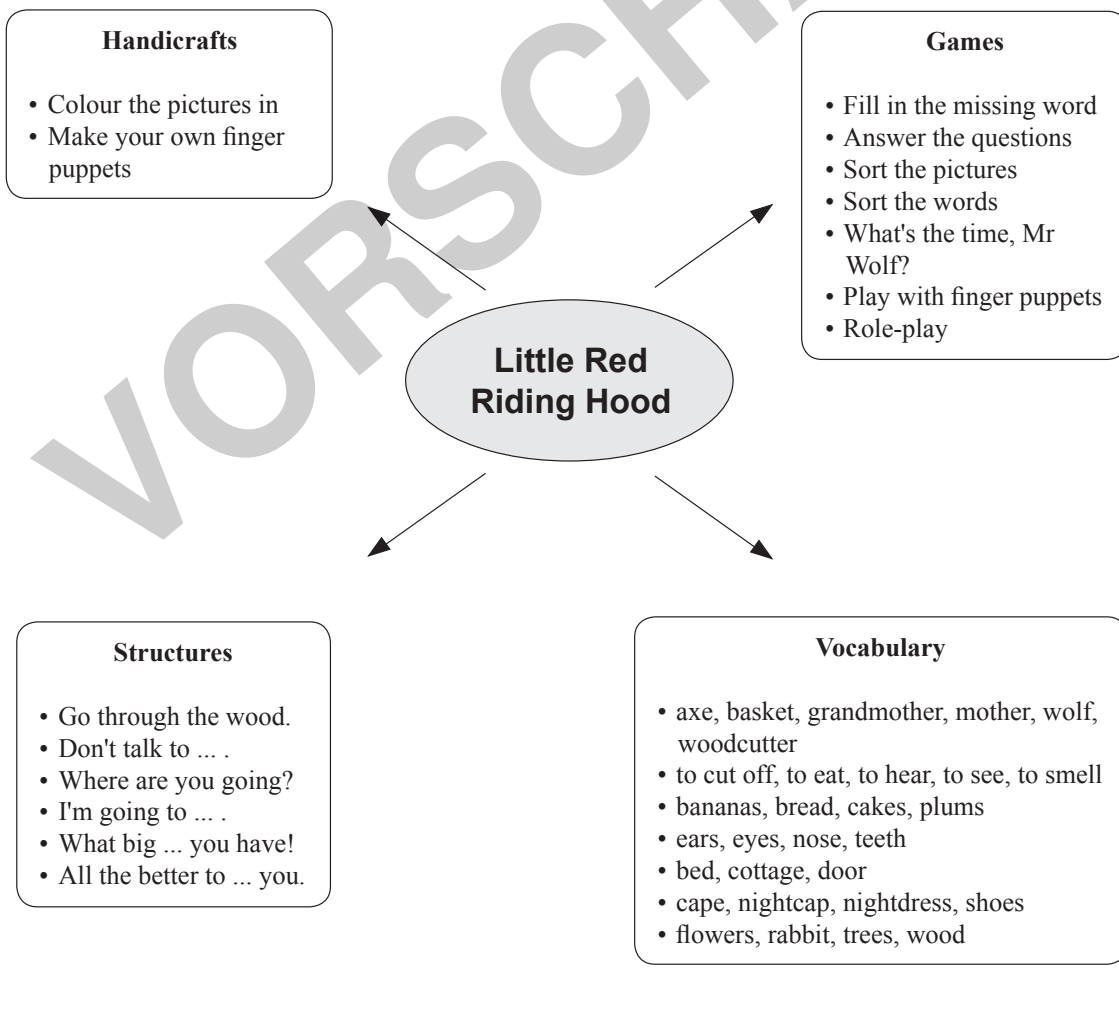 Handicrafts
• Colour the pictures in
• Make your own finger
puppets
Games
• Fill in the missing word
• Answer the questions
• Sort the pictures
• Sort the words
• What's the time, Mr
Wolf?
• Play with finger puppets
• Role-play
Little Red
Riding Hood
Structures
• Go through the wood.
• Don't talk to ... .
• Where are you going?
• I'm going to ... .
• What big ... you have!
• All the better to ... you.
Vocabulary
• axe, basket, grandmother, mother, wolf,
woodcutter
• to cut off, to eat, to hear, to see, to smell
• bananas, bread, cakes, plums
• ears, eyes, nose, teeth
• bed, cottage, door
• cape, nightcap, nightdress, shoes
• flowers, rabbit, trees, wood
VORSCH